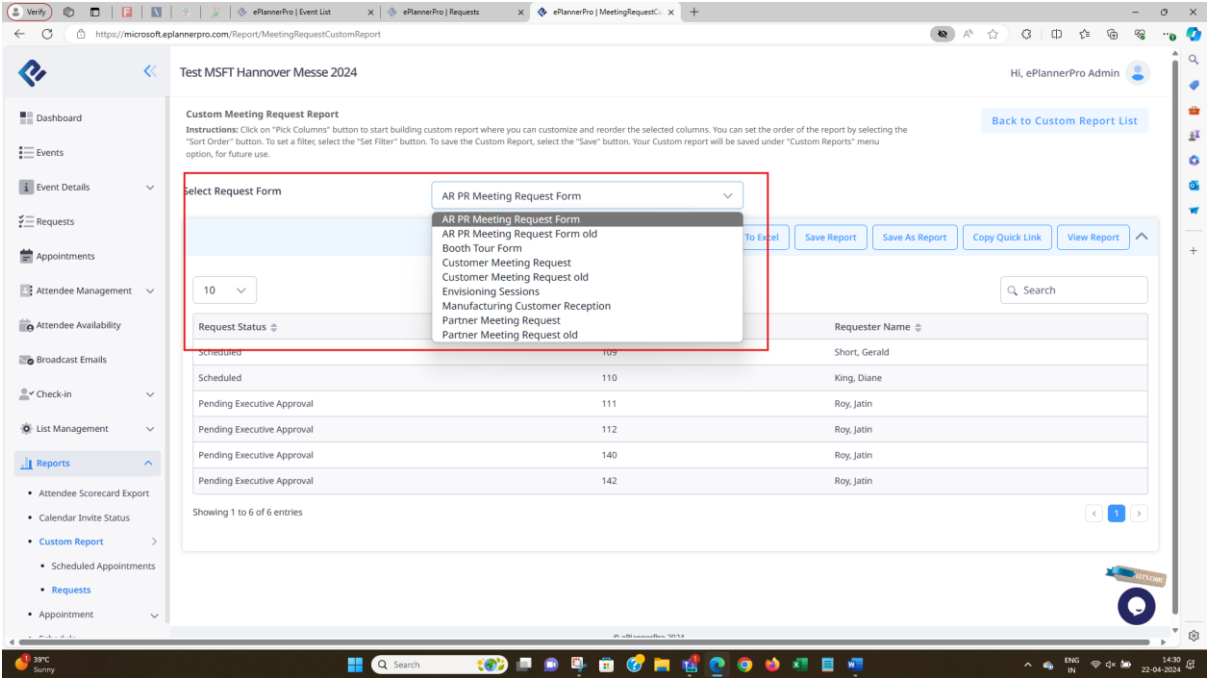 Verify
ePlannerPro | Event List
ePlannerPro | Requests
ePlannerPro | MeetingRequestCu
https://microsoft.eplannerpro.com/Report/MeetingRequestCustomReport
Test MSFT Hannover Messe 2024
Hi, ePlannerPro Admin
Dashboard
Events
Event Details
Requests
Appointments
Attendee Management
Attendee Availability
Broadcast Emails
Check-in
List Management
Reports
Attendee Scorecard Export
Calendar Invite Status
Custom Report
Scheduled Appointments
Requests
Appointment
Custom Meeting Request Report
Back to Custom Report List
Instructions: Click on "Pick Columns" button to start building custom report where you can customize and reorder the selected columns. You can set the order of the report by selecting the
"Sort Order" button. To set a filter, select the "Set Filter" button. To save the Custom Report, select the "Save" button. Your Custom report will be saved under "Custom Reports" menu
option, for future use.
Select Request Form
AR PR Meeting Request Form
AR PR Meeting Request Form
AR PR Meeting Request Form old
Booth Tour Form
Customer Meeting Request
Customer Meeting Request old
Envisioning Sessions
Manufacturing Customer Reception
Partner Meeting Request
Partner Meeting Request old
To Excel
Save Report
Save As Report
Copy Quick Link
View Report
10
Search
Request Status
Requester Name
Scheduled 109 Short, Gerald
Scheduled 110 King, Diane
Pending Executive Approval 111 Roy, Jatin
Pending Executive Approval 112 Roy, Jatin
Pending Executive Approval 140 Roy, Jatin
Pending Executive Approval 142 Roy, Jatin
Showing 1 to 6 of 6 entries
1
© ePlannerPro 2024
1
39°C
Sunny
Search
ENG
IN
14:30
22-04-2024